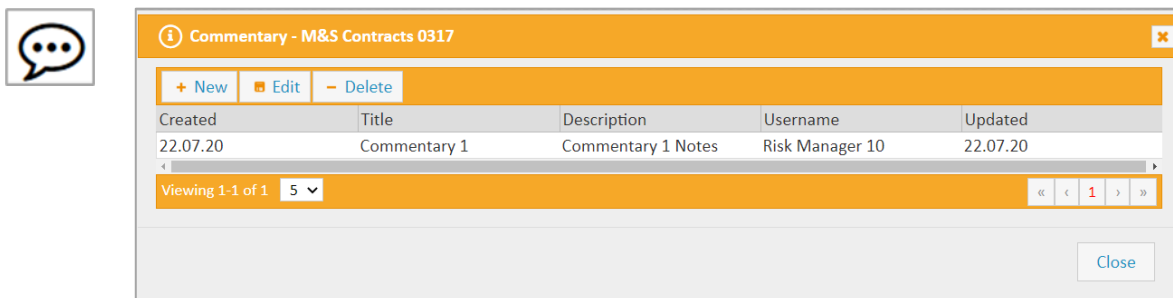 Commentary - M&S Contracts 0317
+ New Edit - Delete
Created Title Description Username Updated
22.07.20 Commentary 1 Commentary 1 Notes Risk Manager 10 22.07.20
Viewing 1-1 of 1 5 « ‹ 1 › »
Close